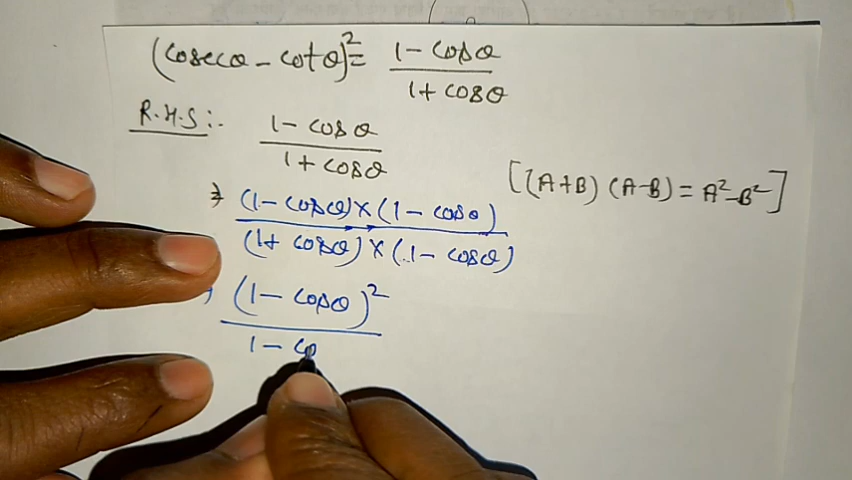 (cosecθ - cotθ)² = 1 - cosθ / 1 + cosθ
R.H.S :- 1 - cosθ / 1 + cosθ
[(A+B) (A-B) = A² - B²]
⇒ (1 - cosθ) × (1 - cosθ) / (1 + cosθ) × (1 - cosθ)
(1 - cosθ)² / 1 - co